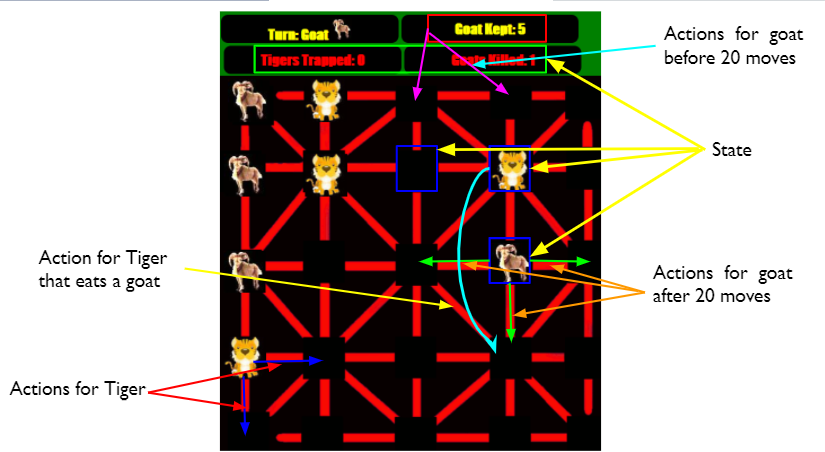 Turn: Goat
Goat Kept: 5
Tigers Trapped: 0
Goats Killed: 1
Actions for goat
before 20 moves
State
Action for Tiger
that eats a goat
Actions for goat
after 20 moves
Actions for Tiger